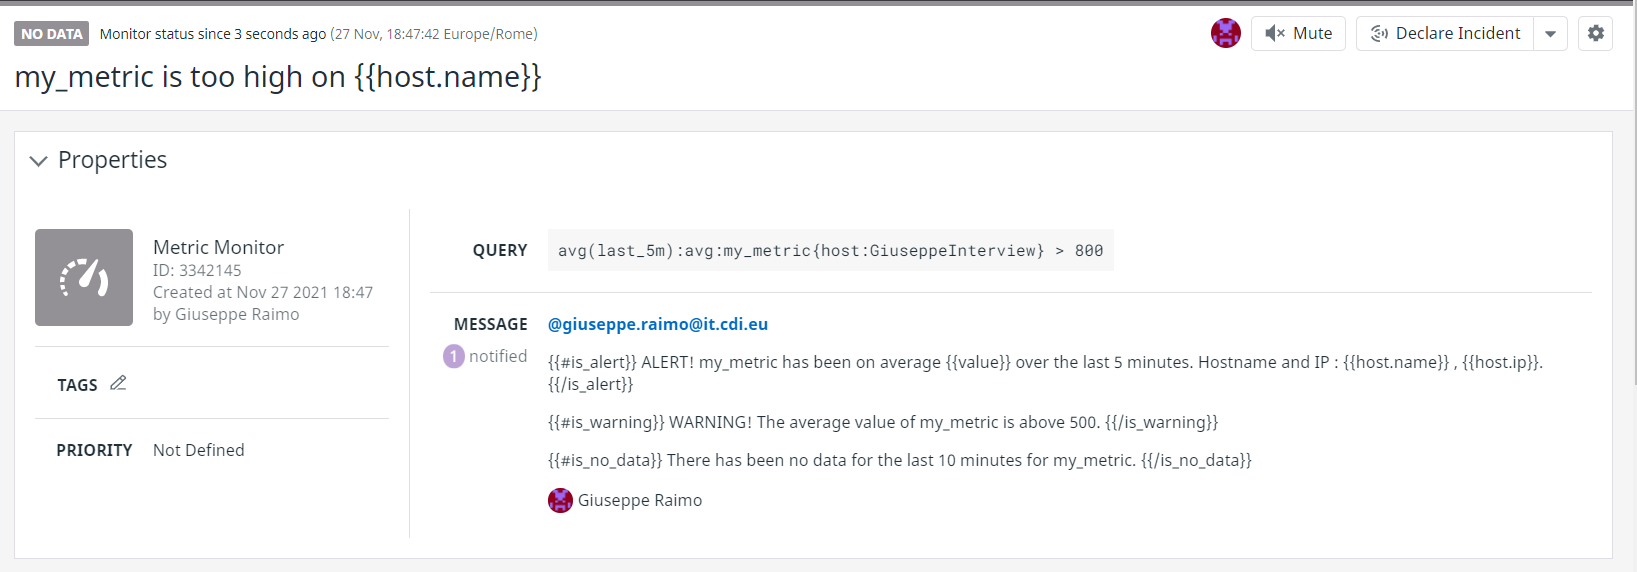 NO DATA Monitor status since 3 seconds ago (27 Nov, 18:47:42 Europe/Rome) Mute Declare Incident
my_metric is too high on {{host.name}}
Properties
Metric Monitor
ID: 3342145
Created at Nov 27 2021 18:47
by Giuseppe Raimo
TAGS
PRIORITY Not Defined
QUERY avg(last_5m):avg:my_metric{host:GiuseppeInterview} > 800
MESSAGE @giuseppe.raimo@it.cdi.eu
1 notified
{{#is_alert}} ALERT! my_metric has been on average {{value}} over the last 5 minutes. Hostname and IP : {{host.name}} , {{host.ip}}.
{{/is_alert}}
{{#is_warning}} WARNING! The average value of my_metric is above 500. {{/is_warning}}
{{#is_no_data}} There has been no data for the last 10 minutes for my_metric. {{/is_no_data}}
Giuseppe Raimo